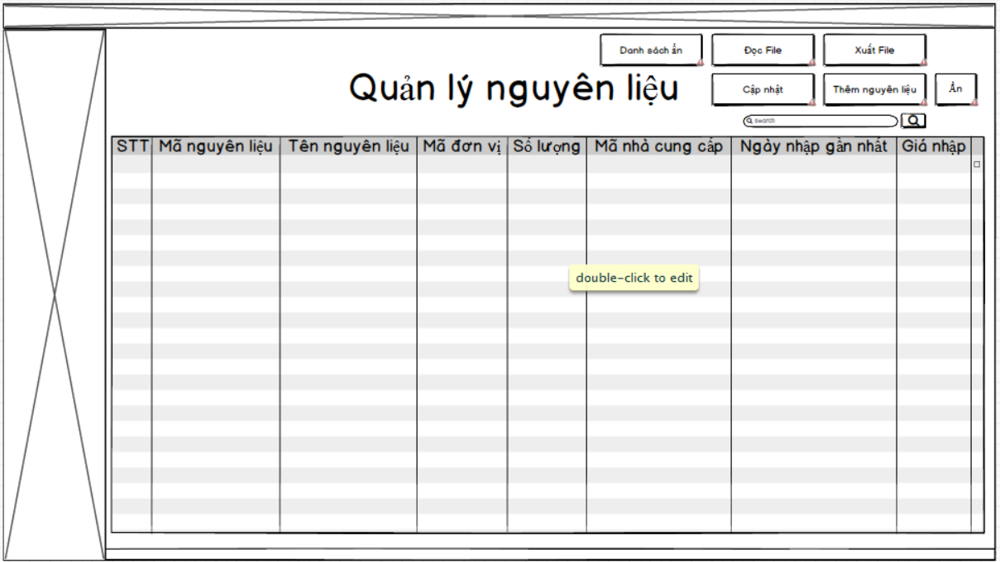 Danh sách ẩn Đọc File Xuất File
Quản lý nguyên liệu
Cập nhật Thêm nguyên liệu Ẩn
search
STT Mã nguyên liệu Tên nguyên liệu Mã đơn vị Số lượng Mã nhà cung cấp Ngày nhập gần nhất Giá nhập
double-click to edit